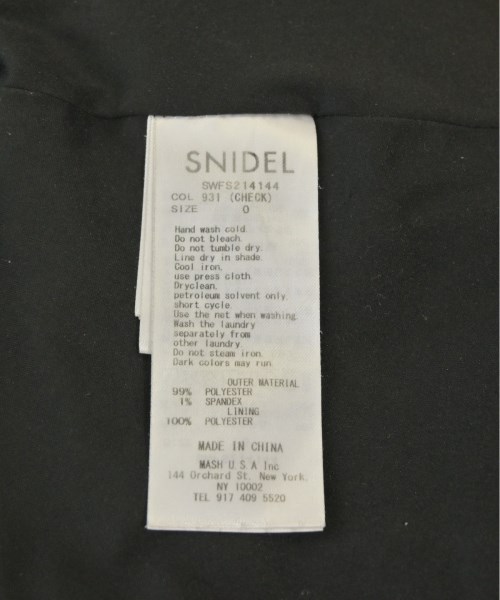 SNIDEL
SWFS214144
COL 931 (CHECK)
SIZE 0
Hand wash cold.
Do not bleach.
Do not tumble dry.
Line dry in shade.
Cool iron.
use press cloth.
Dryclean.
petroleum solvent only.
short cycle.
Use the net when washing.
Wash the laundry
separately from
other laundry.
Do not steam iron.
Dark colors may run.
OUTER MATERIAL
99% POLYESTER
1% SPANDEX
LINING
100% POLYESTER
MADE IN CHINA
MASH U.S.A Inc
144 Orchard St. New York.
NY 10002
TEL 917 409 5520